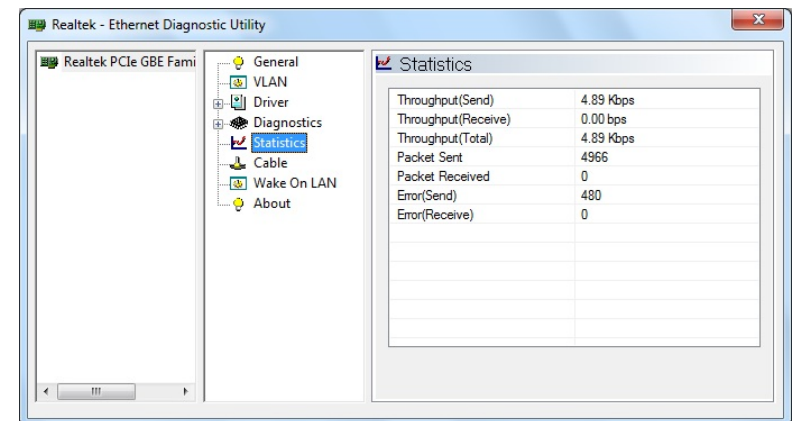 Realtek - Ethernet Diagnostic Utility
Realtek PCIe GBE Fami
General
VLAN
Driver
Diagnostics
Statistics
Cable
Wake On LAN
About
Statistics
Throughput(Send) 4.89 Kbps
Throughput(Receive) 0.00 bps
Throughput(Total) 4.89 Kbps
Packet Sent 4966
Packet Received 0
Error(Send) 480
Error(Receive) 0